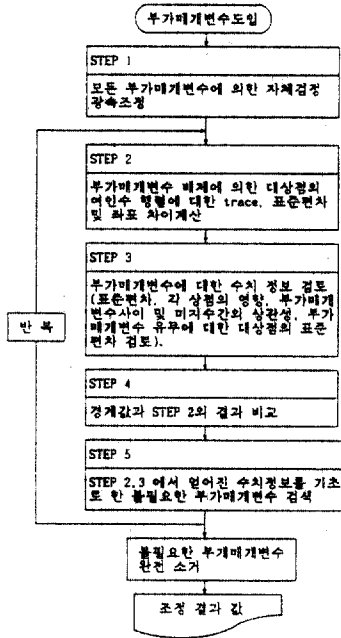 부가매개변수도입
STEP 1
모든 부가매개변수에 의한 자체검정
광속조정
STEP 2
부가매개변수 배제에 의한 대상점의
여인수 행렬에 대한 trace, 표준편차
및 좌표 차이계산
STEP 3
부가매개변수에 대한 수치 정보 검토
(표준편차, 각 상점의 영향, 부가매개
변수사이 및 미지수간의 상관성, 부가
매개변수 유무에 대한 대상점의 표준
편차 검토).
반 복
STEP 4
경계값과 STEP 2의 결과 비교
STEP 5
STEP 2.3 에서 얻어진 수치정보를 기초
로 한 불필요한 부가매개변수 검색
불필요한 부가매개변수
완전 소거
조정 결과 값